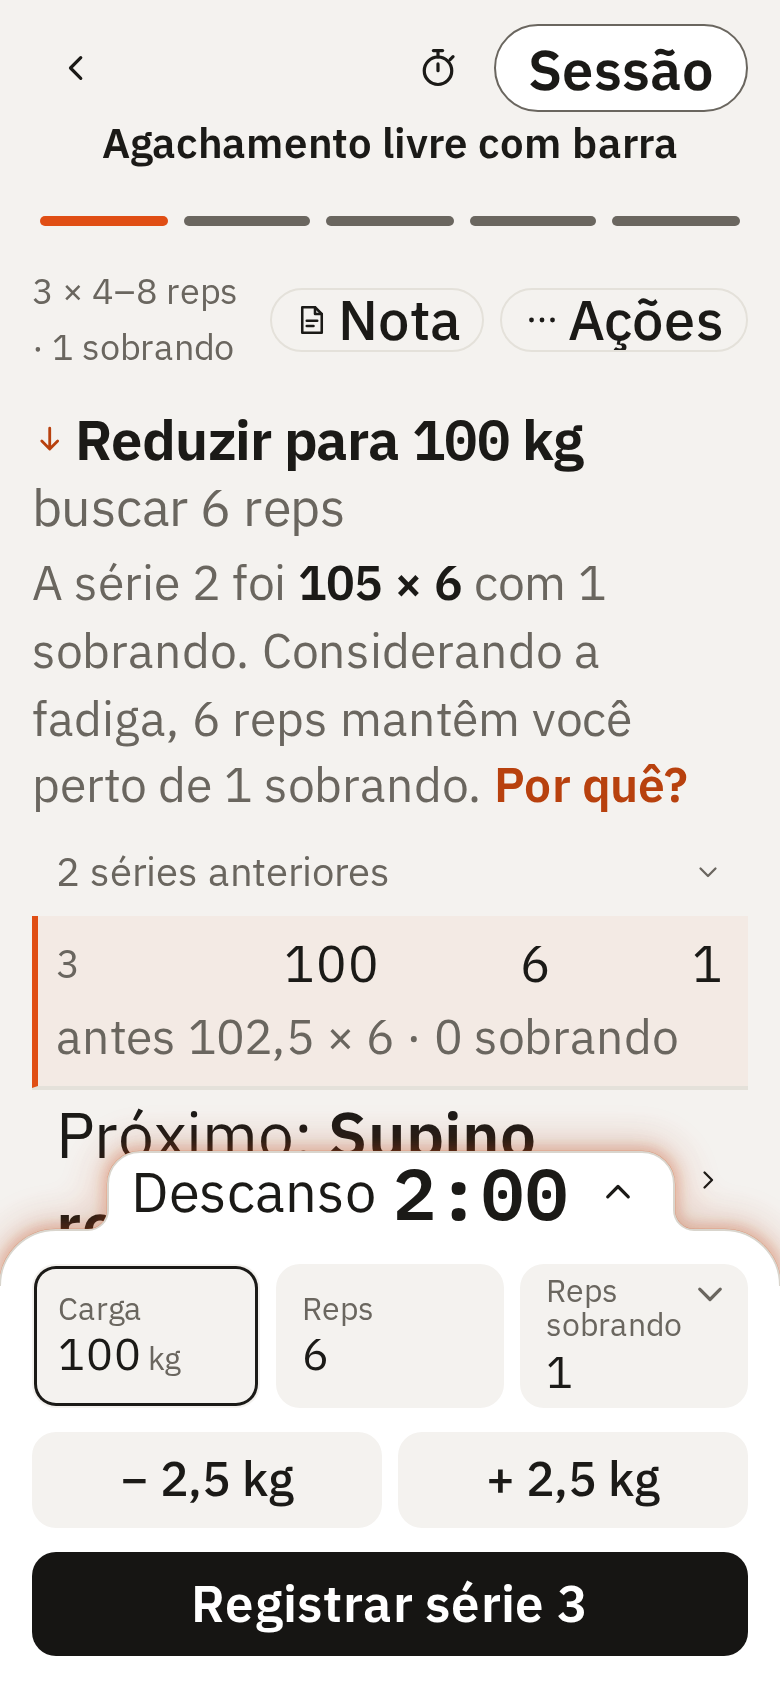 Sessão
Agachamento livre com barra
3 × 4–8 reps
· 1 sobrando
Nota
··· Ações
↓ Reduzir para 100 kg
buscar 6 reps
A série 2 foi 105 × 6 com 1
sobrando. Considerando a
fadiga, 6 reps mantêm você
perto de 1 sobrando. Por quê?
2 séries anteriores
3 100 6 1
antes 102,5 × 6 · 0 sobrando
Próximo: Supino
Descanso 2:00
Carga
100 kg
Reps
6
Reps
sobrando
1
− 2,5 kg
+ 2,5 kg
Registrar série 3